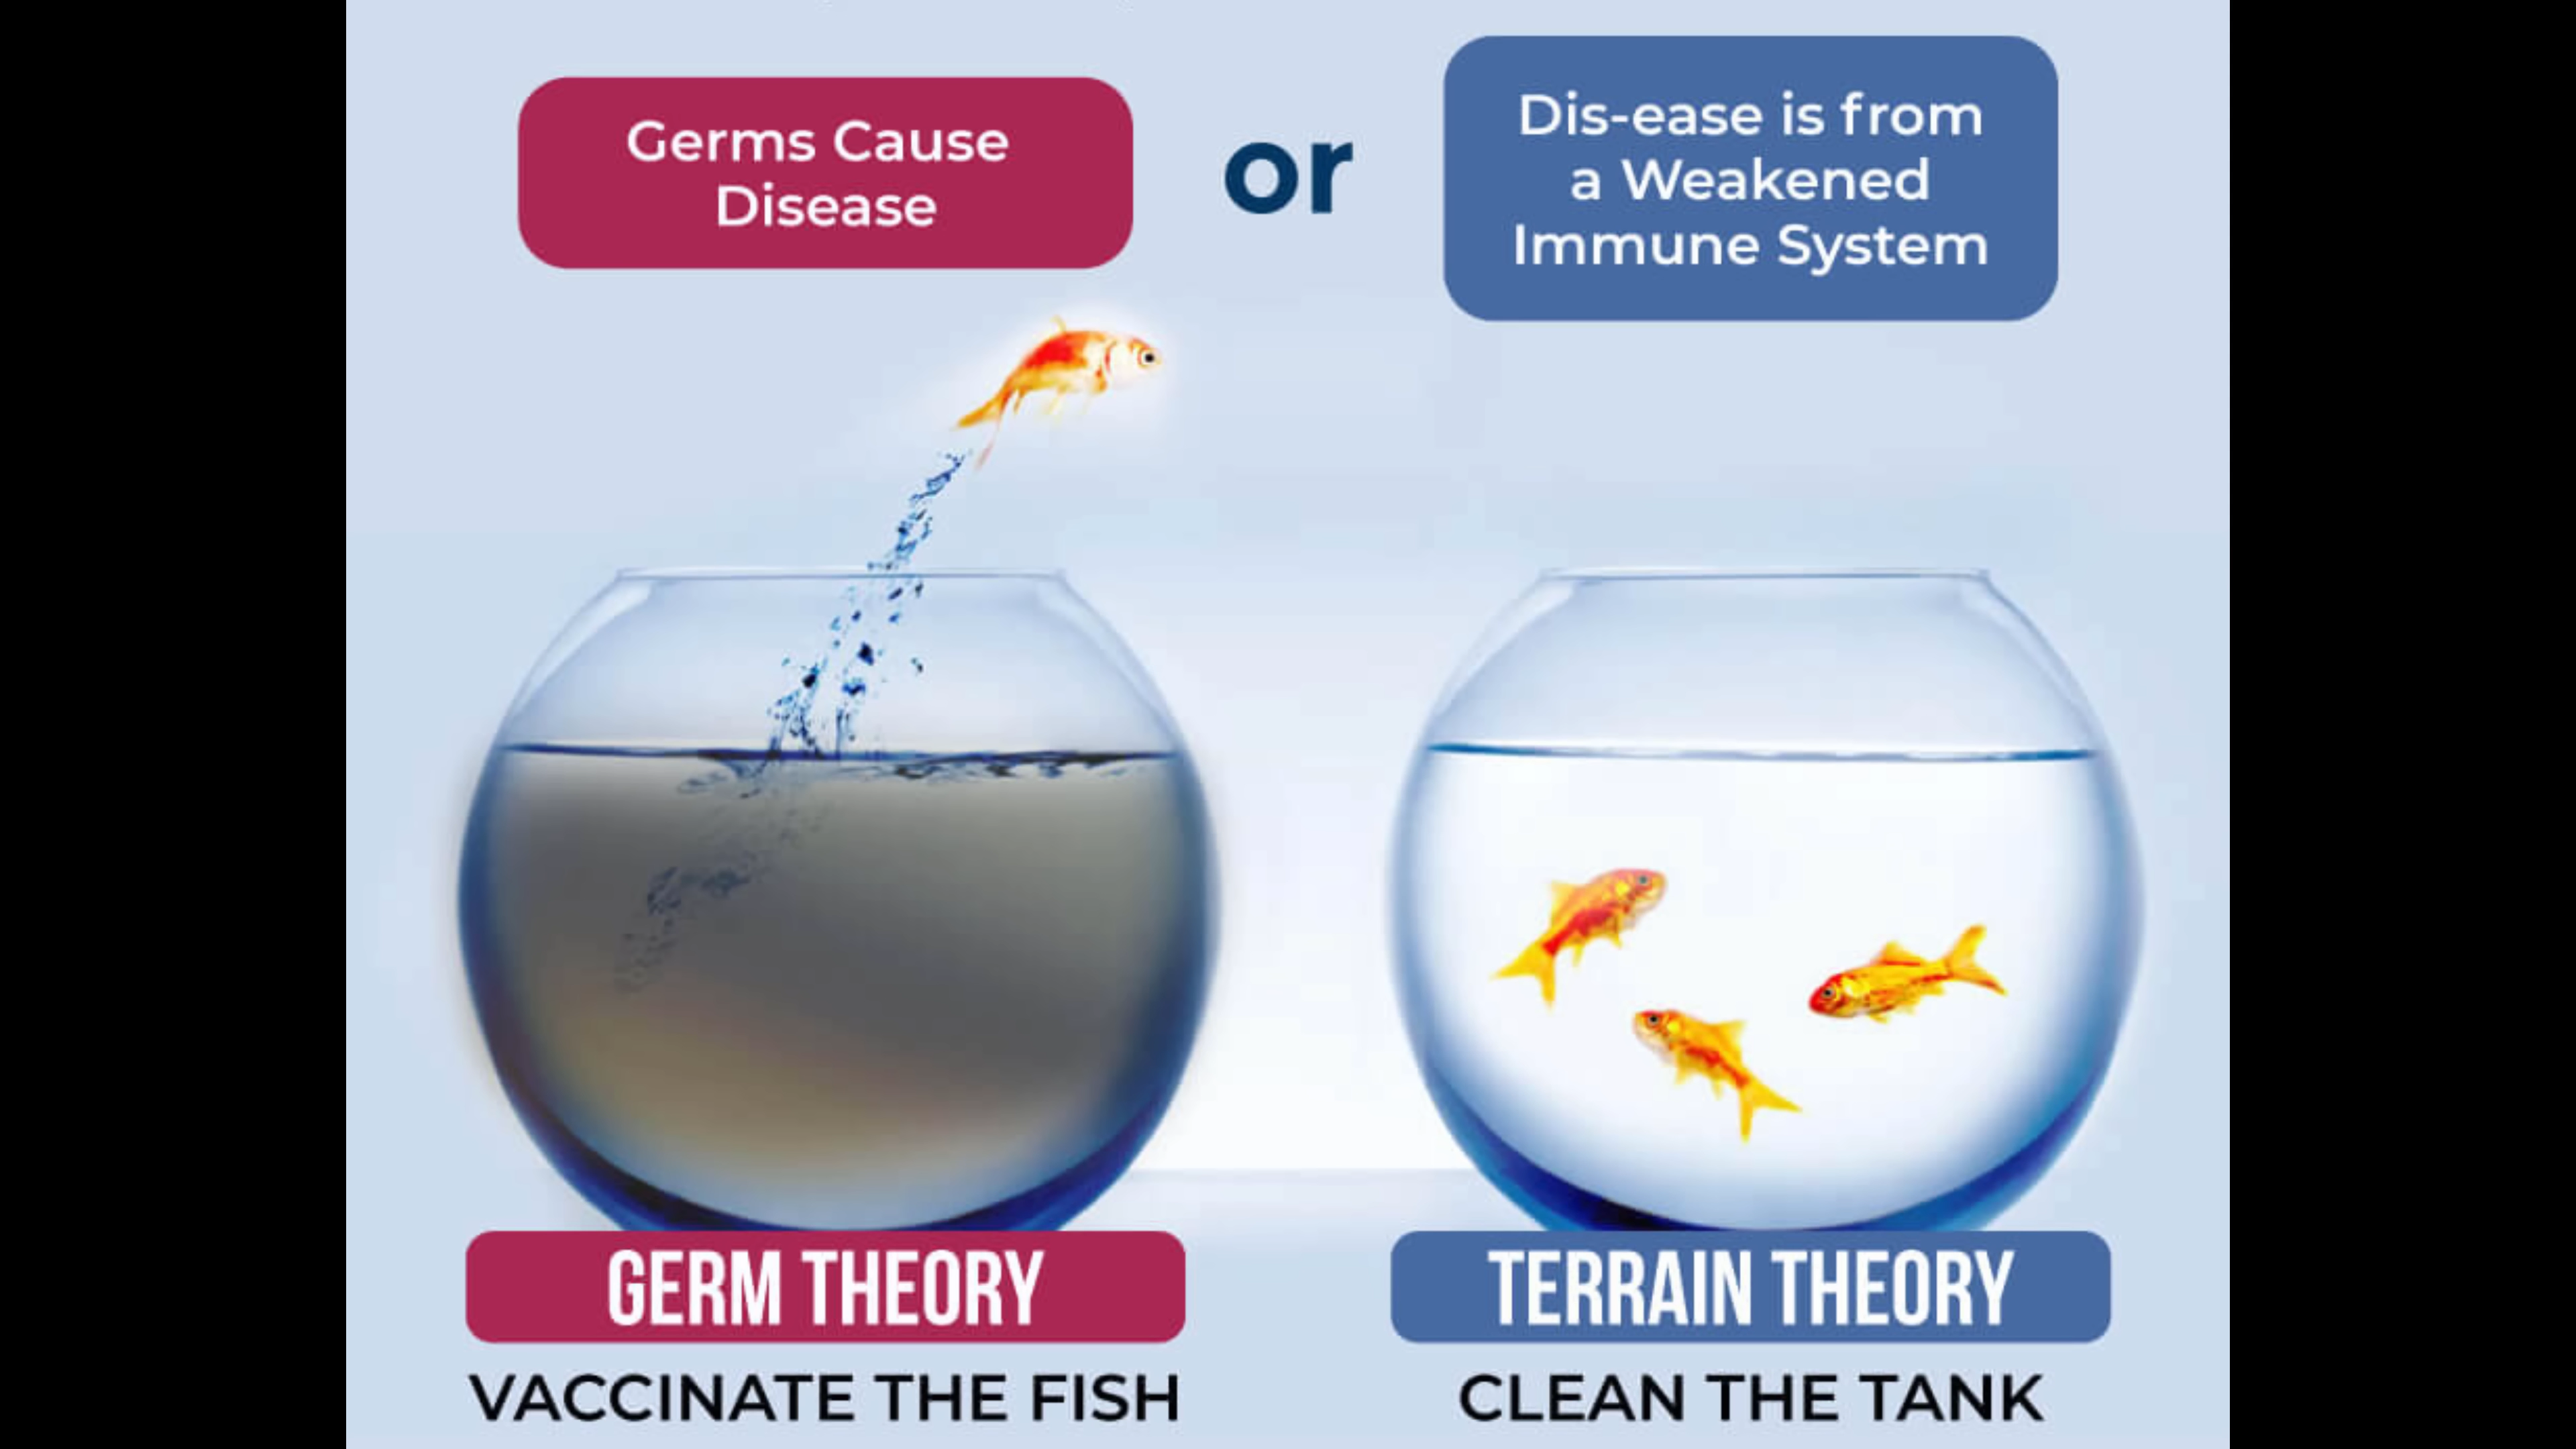 Germs Cause
Disease
or
Dis-ease is from
a Weakened
Immune System
GERM THEORY
TERRAIN THEORY
VACCINATE THE FISH
CLEAN THE TANK